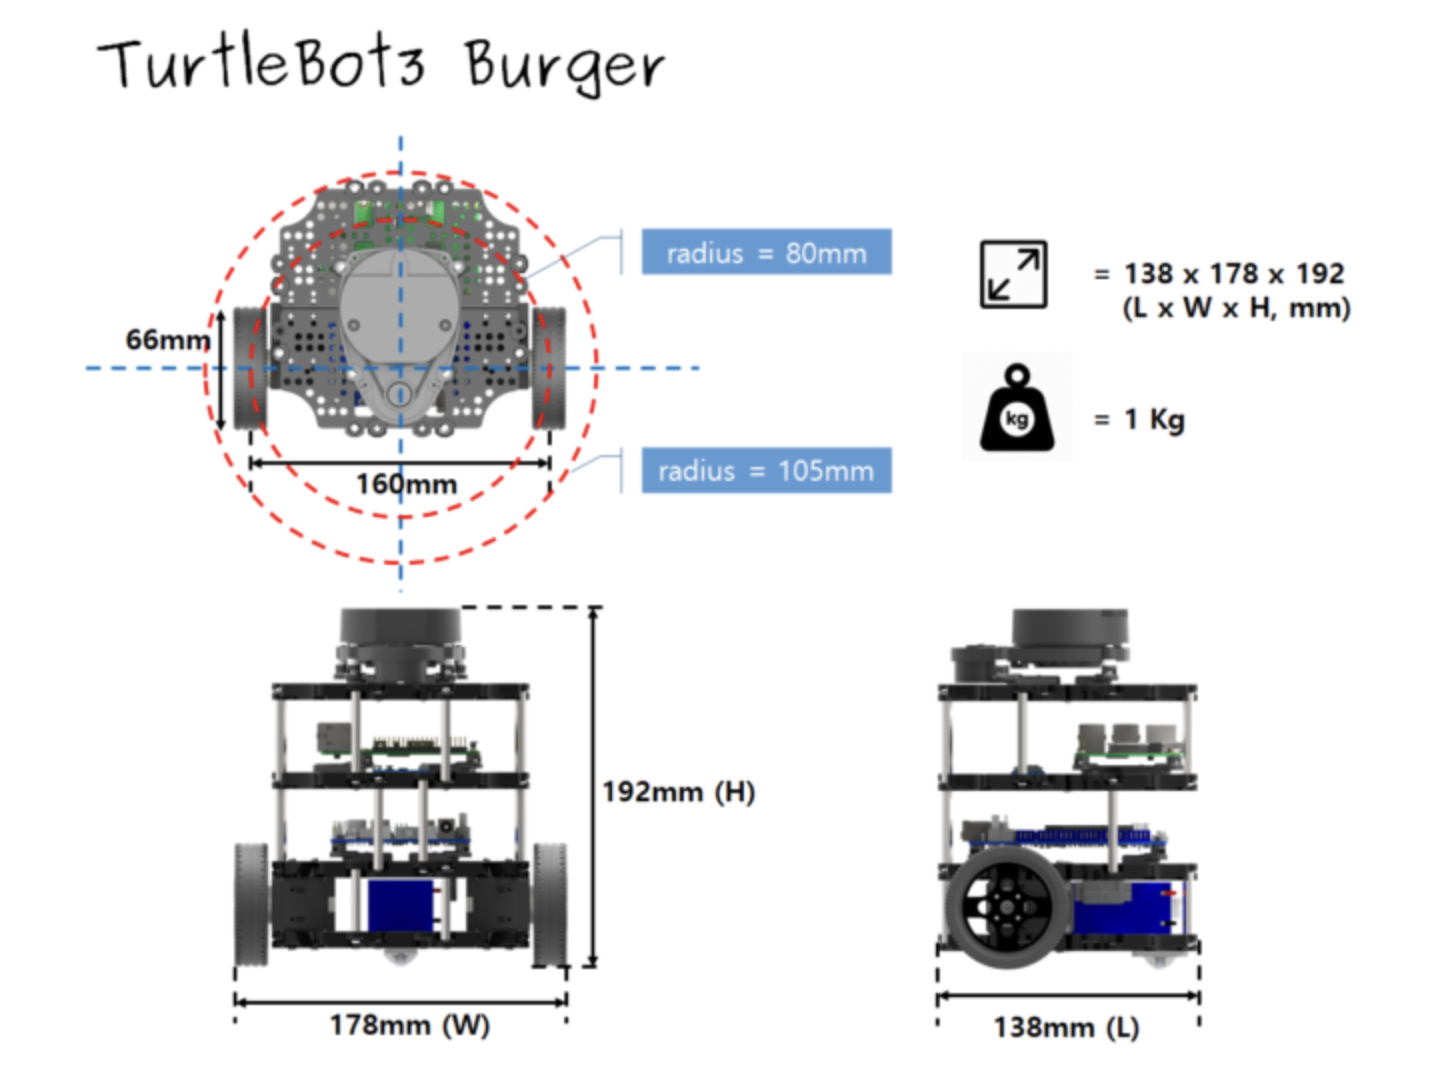 TurtleBot3 Burger
radius = 80mm
= 138 x 178 x 192
(L x W x H, mm)
66mm
kg
= 1 Kg
radius = 105mm
160mm
192mm (H)
178mm (W)
138mm (L)